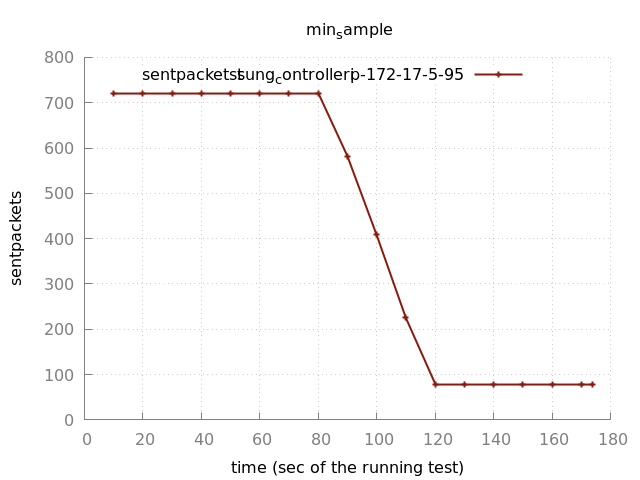 min_sample
800
sentpackets:tsung_controller:ip-172-17-5-95
700
600
500
400
300
200
100
0
sentpackets
0 20 40 60 80 100 120 140 160 180
time (sec of the running test)